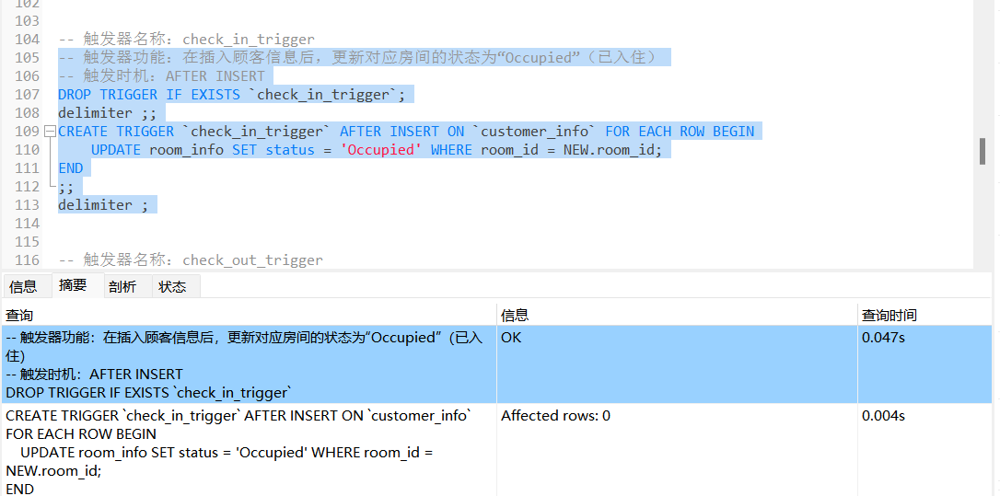 102
103
104 -- 触发器名称：check_in_trigger
105 -- 触发器功能：在插入顾客信息后，更新对应房间的状态为“Occupied”（已入住）
106 -- 触发时机：AFTER INSERT
107 DROP TRIGGER IF EXISTS `check_in_trigger`;
108 delimiter ;;
109 CREATE TRIGGER `check_in_trigger` AFTER INSERT ON `customer_info` FOR EACH ROW BEGIN
110     UPDATE room_info SET status = 'Occupied' WHERE room_id = NEW.room_id;
111 END
112 ;;
113 delimiter ;
114
115
116 -- 触发器名称：check_out_trigger
信息 摘要 剖析 状态
查询 信息 查询时间
-- 触发器功能：在插入顾客信息后，更新对应房间的状态为“Occupied”（已入 OK 0.047s
住）
-- 触发时机：AFTER INSERT
DROP TRIGGER IF EXISTS `check_in_trigger`
CREATE TRIGGER `check_in_trigger` AFTER INSERT ON `customer_info` Affected rows: 0 0.004s
FOR EACH ROW BEGIN
    UPDATE room_info SET status = 'Occupied' WHERE room_id =
NEW.room_id;
END